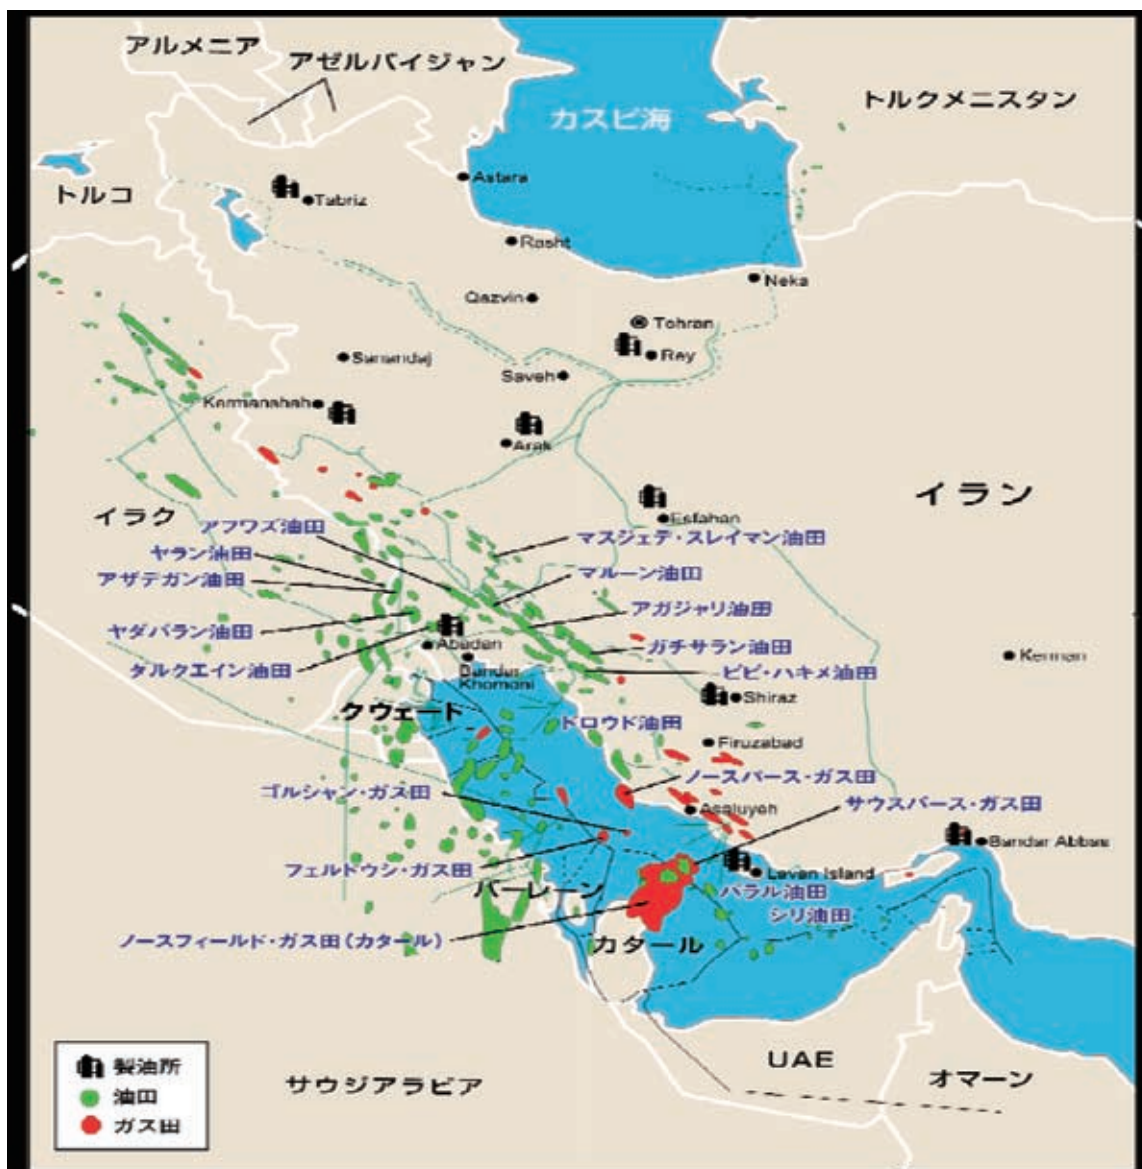 アルメニア
アゼルバイジャン
カスピ海
トルクメニスタン
トルコ
Astara
Tabriz
Rasht
Neka
Qazvin
Tehran
Rey
Sanandaj
Saveh
Kermanshah
Arak
イラン
イラク
Esfahan
アフワズ油田
マスジェテ・スレイマン油田
ヤラン油田
アザデガン油田
マルーン油田
アガジャリ油田
ヤダバラン油田
ガチサラン油田
Abadan
Kerman
ダルクエイン油田
ビビ・ハキメ油田
Bandar
Khomeni
Shiraz
クウェート
ドロウド油田
Firuzabad
ノースパース・ガス田
ゴルシャン・ガス田
サウスパース・ガス田
Asaluyeh
Bandar Abbas
フェルドウシ・ガス田
Lavan Island
バーレーン
バラル油田
シリ油田
ノースフィールド・ガス田(カタール)
カタール
製油所
UAE
サウジアラビア
オマーン
油田
ガス田